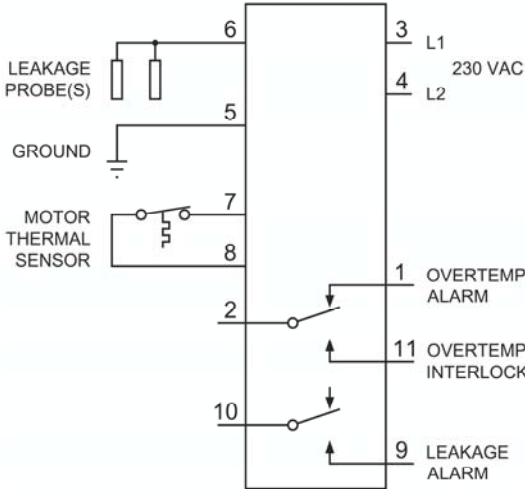 6
3
L1
LEAKAGE
PROBE(S)
230 VAC
4
L2
5
GROUND
7
MOTOR
THERMAL
SENSOR
8
1
OVERTEMP
ALARM
2
11
OVERTEMP
INTERLOCK
10
9
LEAKAGE
ALARM